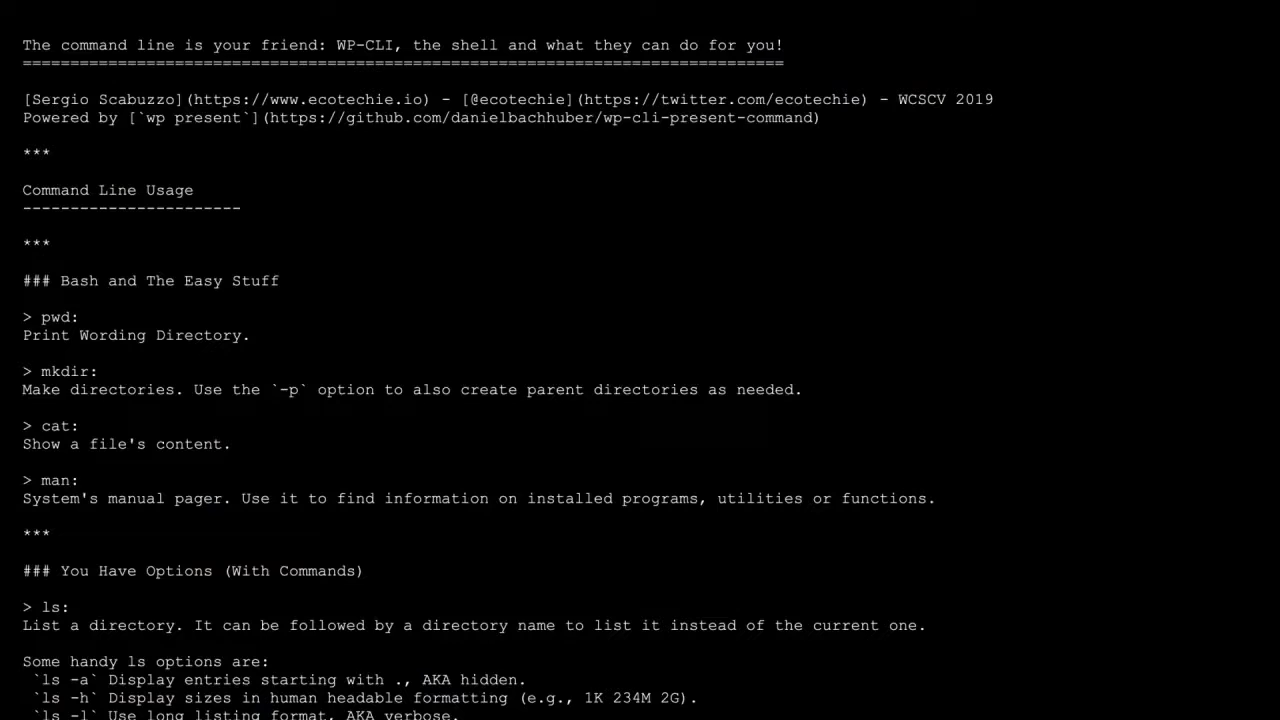 The command line is your friend: WP-CLI, the shell and what they can do for you!
================================================================================
[Sergio Scabuzzo](https://www.ecotechie.io) - [@ecotechie](https://twitter.com/ecotechie) - WCSCV 2019
Powered by [`wp present`](https://github.com/danielbachhuber/wp-cli-present-command)
***
Command Line Usage
-----------------------
***
### Bash and The Easy Stuff
> pwd:
Print Wording Directory.
> mkdir:
Make directories. Use the `-p` option to also create parent directories as needed.
> cat:
Show a file's content.
> man:
System's manual pager. Use it to find information on installed programs, utilities or functions.
***
### You Have Options (With Commands)
> ls:
List a directory. It can be followed by a directory name to list it instead of the current one.
Some handy ls options are:
`ls -a` Display entries starting with ., AKA hidden.
`ls -h` Display sizes in human headable formatting (e.g., 1K 234M 2G).
`ls -l` Use long listing format, AKA verbose.